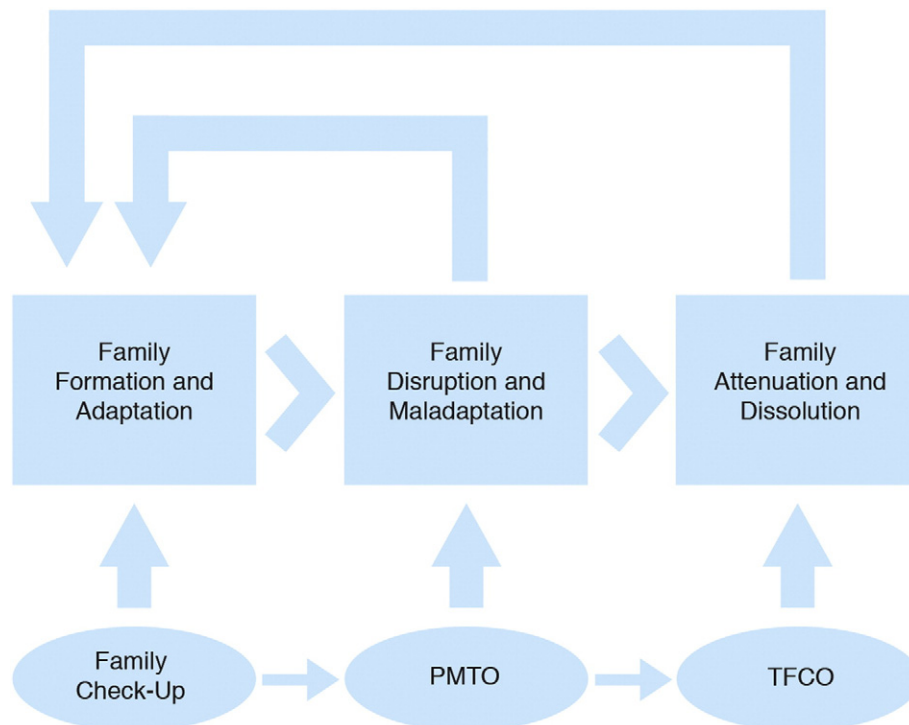 Family
Formation and
Adaptation
Family
Disruption and
Maladaptation
Family
Attenuation and
Dissolution
Family
Check-Up
PMTO
TFCO